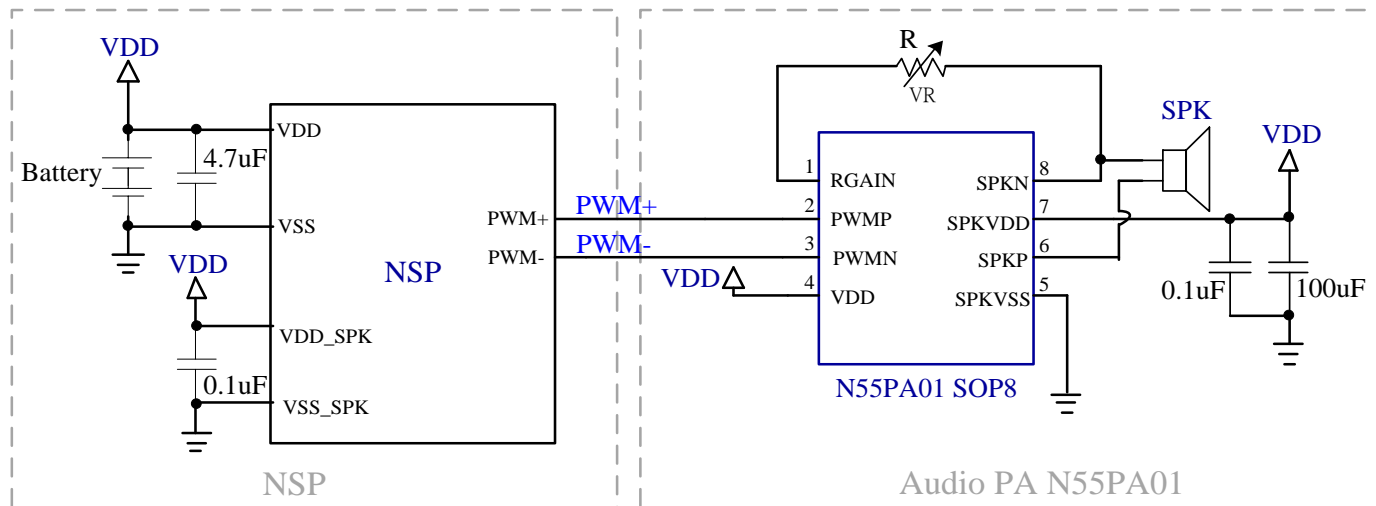 VDD
Battery
4.7uF
VDD
VSS
VDD
0.1uF
VDD_SPK
VSS_SPK
NSP
PWM+
PWM-
NSP
PWM+
PWM-
R
VR
SPK
VDD
1
RGAIN
2
PWMP
3
PWMN
VDD
4
VDD
8
SPKN
7
SPKVDD
6
SPKP
5
SPKVSS
0.1uF
100uF
N55PA01 SOP8
Audio PA N55PA01